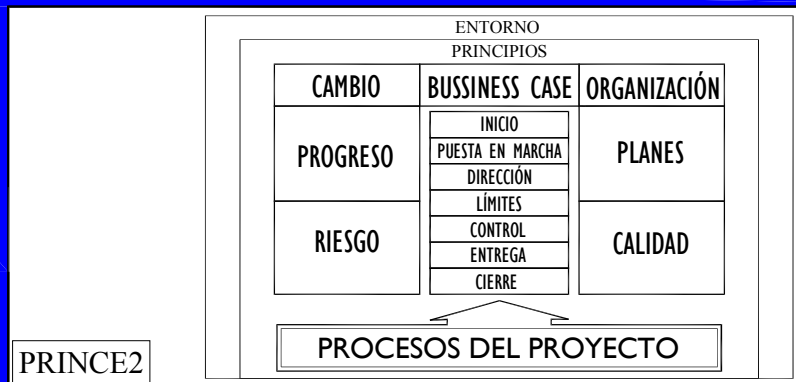 ENTORNO
PRINCIPIOS
CAMBIO
BUSSINESS CASE
ORGANIZACIÓN
PROGRESO
RIESGO
INICIO
PUESTA EN MARCHA
DIRECCIÓN
LÍMITES
CONTROL
ENTREGA
CIERRE
PLANES
CALIDAD
PROCESOS DEL PROYECTO
PRINCE2